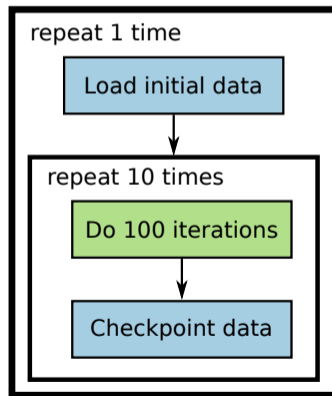 repeat 1 time
Load initial data
repeat 10 times
Do 100 iterations
Checkpoint data